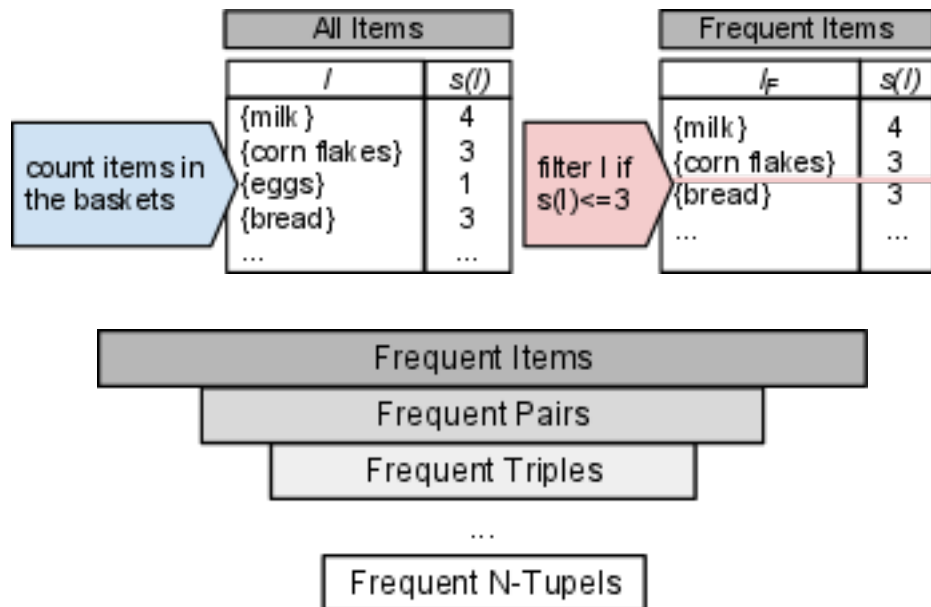 All Items
Frequent Items
I s(I)
I_F s(I)
{milk} 4
{corn flakes} 3
{eggs} 1
{bread} 3
... ...
count items in
the baskets
filter I if
s(I)<=3
{milk} 4
{corn flakes} 3
{bread} 3
... ...
Frequent Items
Frequent Pairs
Frequent Triples
...
Frequent N-Tupels